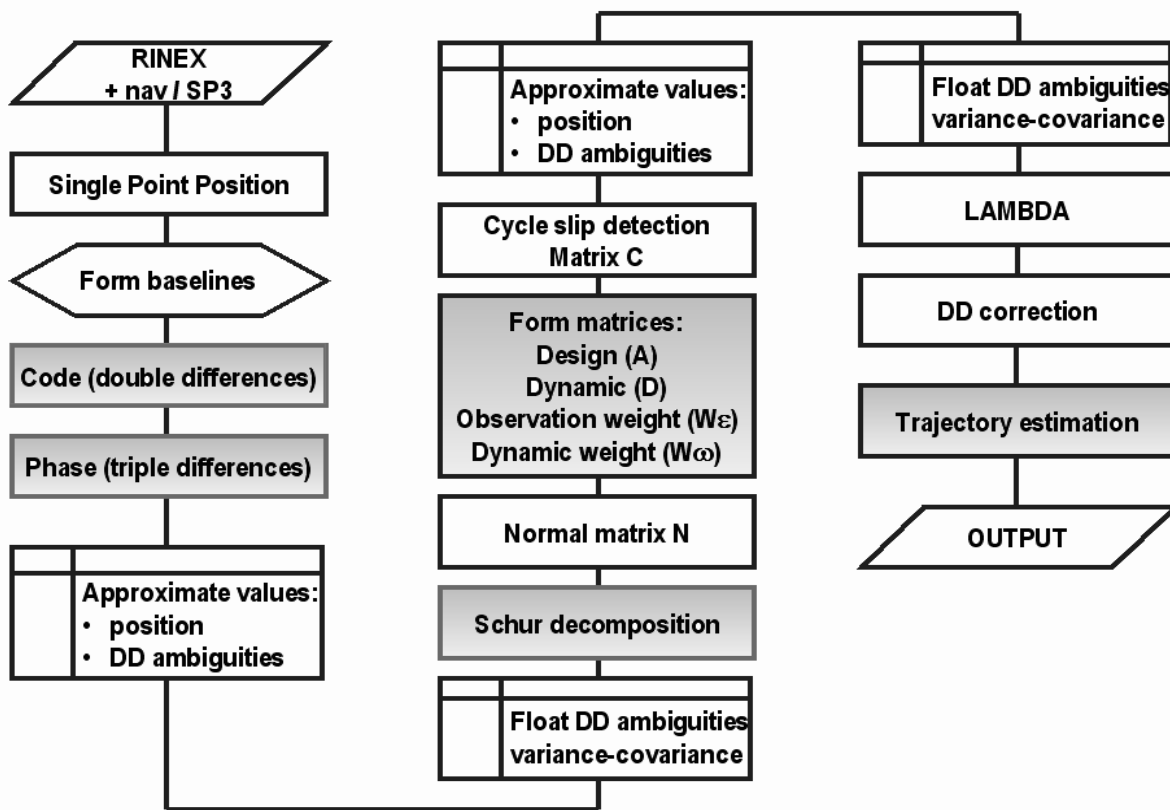 RINEX
+ nav / SP3
Single Point Position
Form baselines
Code (double differences)
Phase (triple differences)
Approximate values:
• position
• DD ambiguities
Approximate values:
• position
• DD ambiguities
Cycle slip detection
Matrix C
Form matrices:
Design (A)
Dynamic (D)
Observation weight (Wε)
Dynamic weight (Wω)
Normal matrix N
Schur decomposition
Float DD ambiguities
variance-covariance
Float DD ambiguities
variance-covariance
LAMBDA
DD correction
Trajectory estimation
OUTPUT